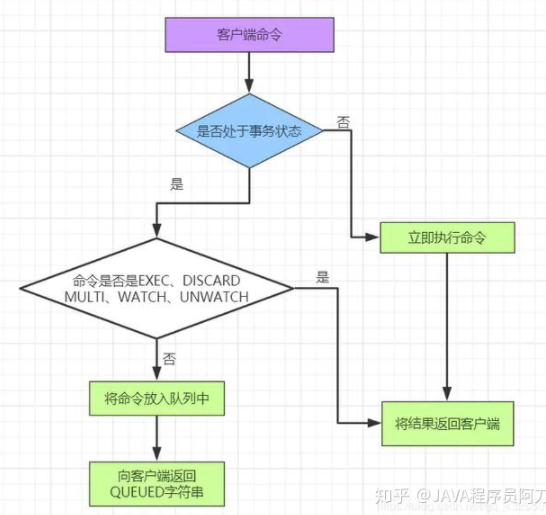 客户端命令
是否处于事务状态
否
是
立即执行命令
命令是否是EXEC、DISCARD
MULTI、WATCH、UNWATCH
是
否
将命令放入队列中
将结果返回客户端
向客户端返回
QUEUED字符串
知乎 @JAVA程序员阿刀